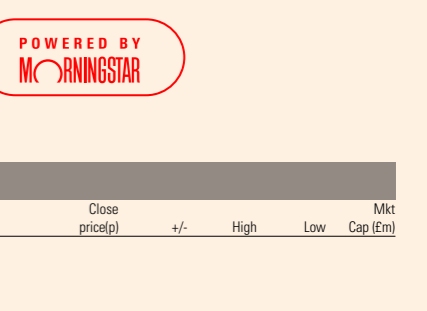 POWERED BY
MORNINGSTAR
Close Mkt
price(p) +/- High Low Cap (£m)